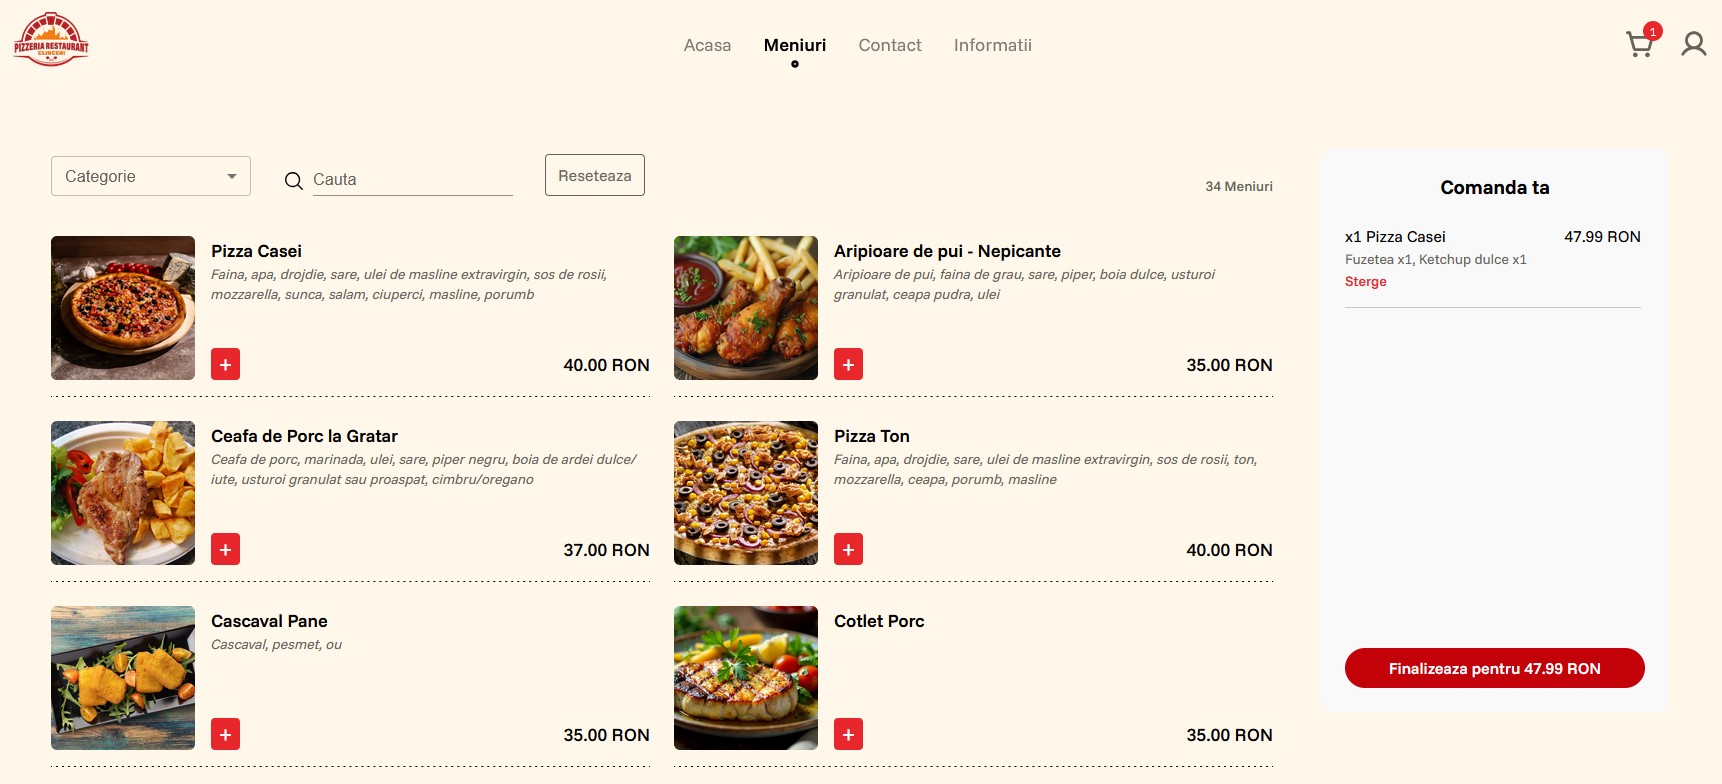 PIZZERIA RESTAURANT
CLINCENI
Acasa
Meniuri
Contact
Informatii
1
Categorie
Cauta
Reseteaza
34 Meniuri
Pizza Casei
Faina, apa, drojdie, sare, ulei de masline extravirgin, sos de rosii,
mozzarella, sunca, salam, ciuperci, masline, porumb
+
40.00 RON
Aripioare de pui - Nepicante
Aripioare de pui, faina de grau, sare, piper, boia dulce, usturoi
granulat, ceapa pudra, ulei
+
35.00 RON
Ceafa de Porc la Gratar
Ceafa de porc, marinada, ulei, sare, piper negru, boia de ardei dulce/
iute, usturoi granulat sau proaspat, cimbru/oregano
+
37.00 RON
Pizza Ton
Faina, apa, drojdie, sare, ulei de masline extravirgin, sos de rosii, ton,
mozzarella, ceapa, porumb, masline
+
40.00 RON
Cascaval Pane
Cascaval, pesmet, ou
+
35.00 RON
Cotlet Porc
+
35.00 RON
Comanda ta
x1 Pizza Casei 47.99 RON
Fuzetea x1, Ketchup dulce x1
Sterge
Finalizeaza pentru 47.99 RON